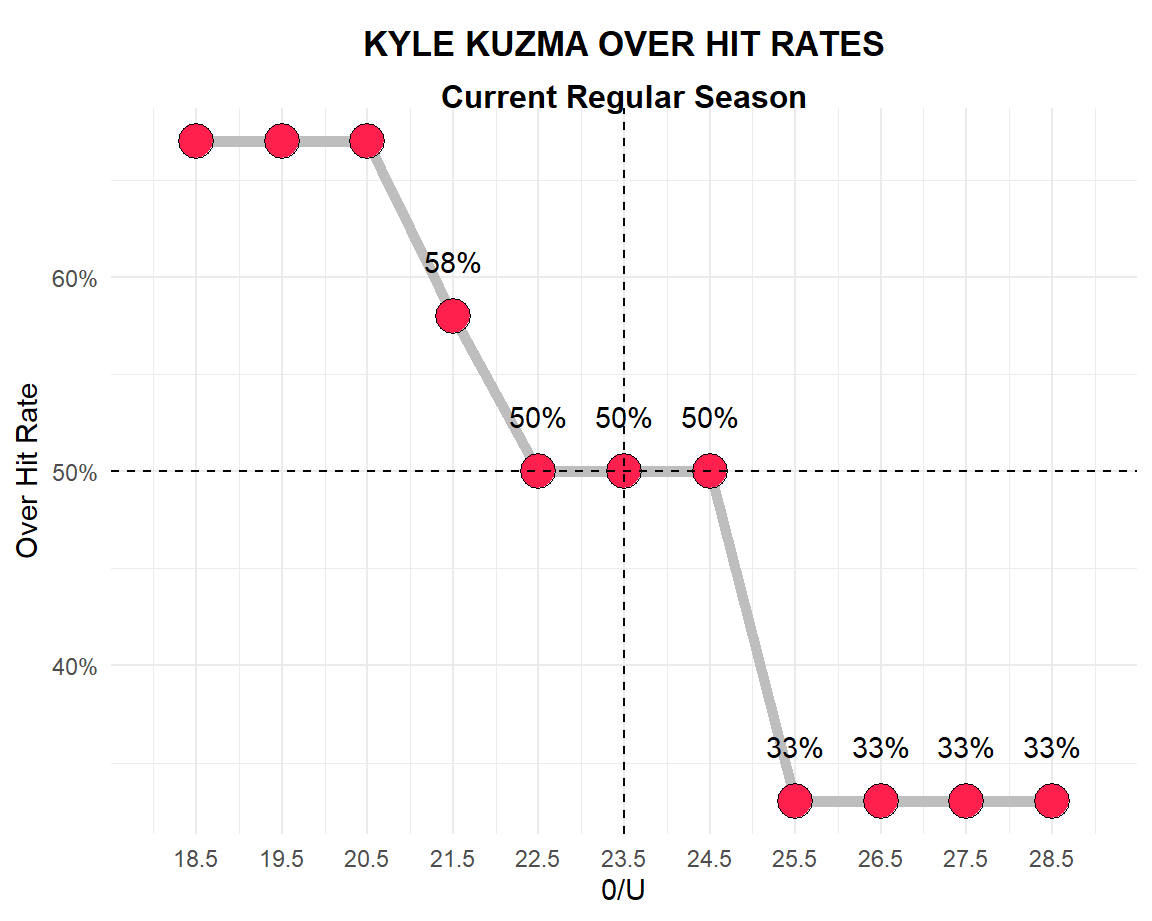 KYLE KUZMA OVER HIT RATES
Current Regular Season
58%
60%
50% 50% 50%
50%
40%
33% 33% 33% 33%
Over Hit Rate
18.5 19.5 20.5 21.5 22.5 23.5 24.5 25.5 26.5 27.5 28.5
0/U